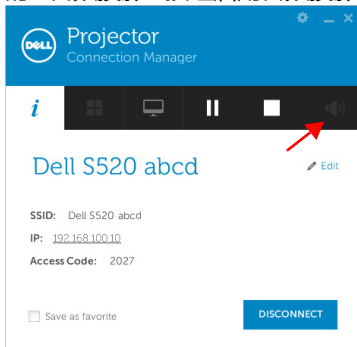 DELL
Projector
Connection Manager
i
Dell S520 abcd
Edit
SSID: Dell S520 abcd
IP: 192.168.100.10
Access Code: 2027
Save as favorite
DISCONNECT